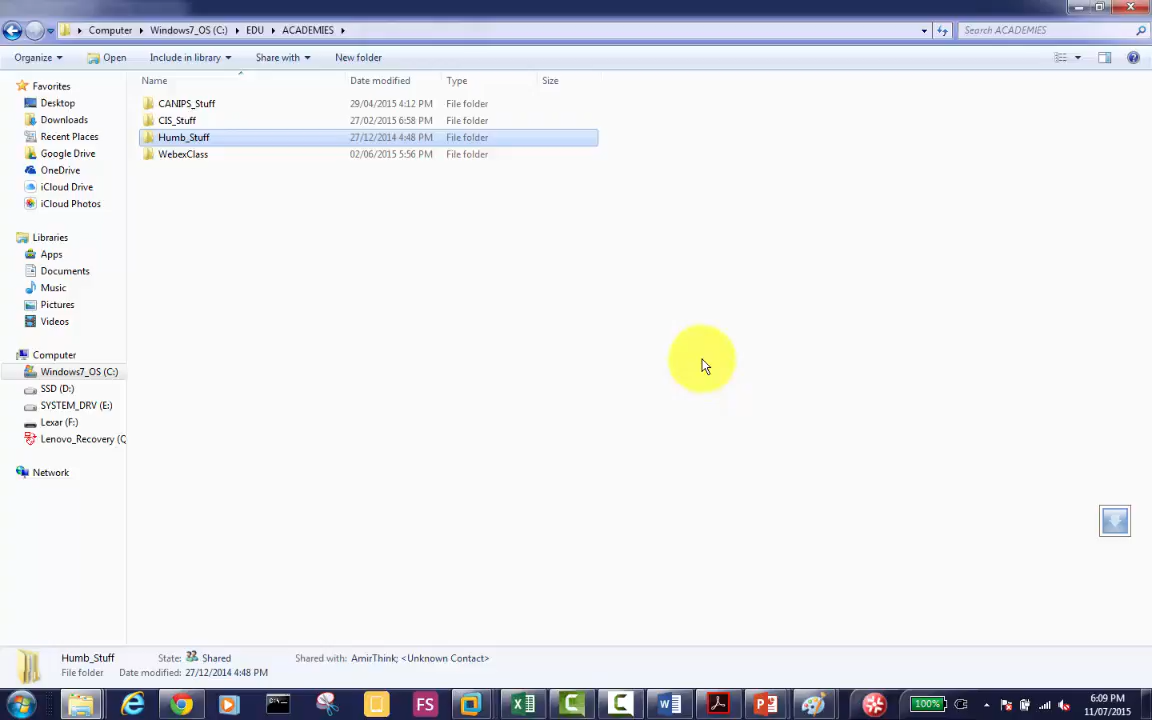 Computer Windows7_OS (C:) EDU ACADEMIES
Search ACADEMIES
Organize Open Include in library Share with New folder
Name Date modified Type Size
CANIPS_Stuff 29/04/2015 4:12 PM File folder
CIS_Stuff 27/02/2015 6:58 PM File folder
Humb_Stuff 27/12/2014 4:48 PM File folder
WebexClass 02/06/2015 5:56 PM File folder
Favorites
Desktop
Downloads
Recent Places
Google Drive
OneDrive
iCloud Drive
iCloud Photos
Libraries
Apps
Documents
Music
Pictures
Videos
Computer
Windows7_OS (C:)
SSD (D:)
SYSTEM_DRV (E:)
Lexar (F:)
Lenovo_Recovery (Q
Network
Humb_Stuff State: Shared Shared with: AmirThink; <Unknown Contact>
File folder Date modified: 27/12/2014 4:48 PM
FS
100%
6:09 PM
11/07/2015